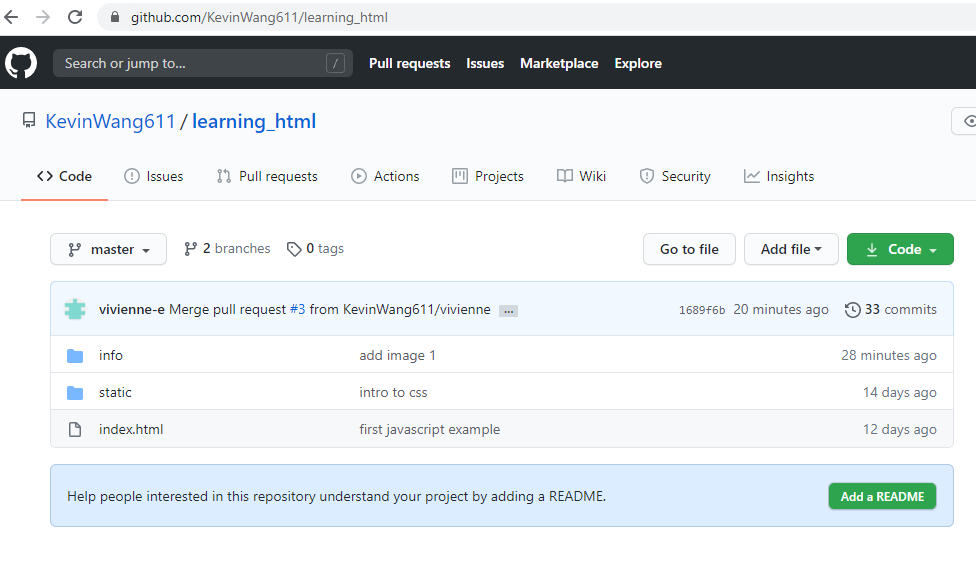 github.com/KevinWang611/learning_html
Search or jump to... / Pull requests Issues Marketplace Explore
KevinWang611 / learning_html
Code Issues Pull requests Actions Projects Wiki Security Insights
master 2 branches 0 tags Go to file Add file Code
vivienne-e Merge pull request #3 from KevinWang611/vivienne ... 1689f6b 20 minutes ago 33 commits
info add image 1 28 minutes ago
static intro to css 14 days ago
index.html first javascript example 12 days ago
Help people interested in this repository understand your project by adding a README. Add a README